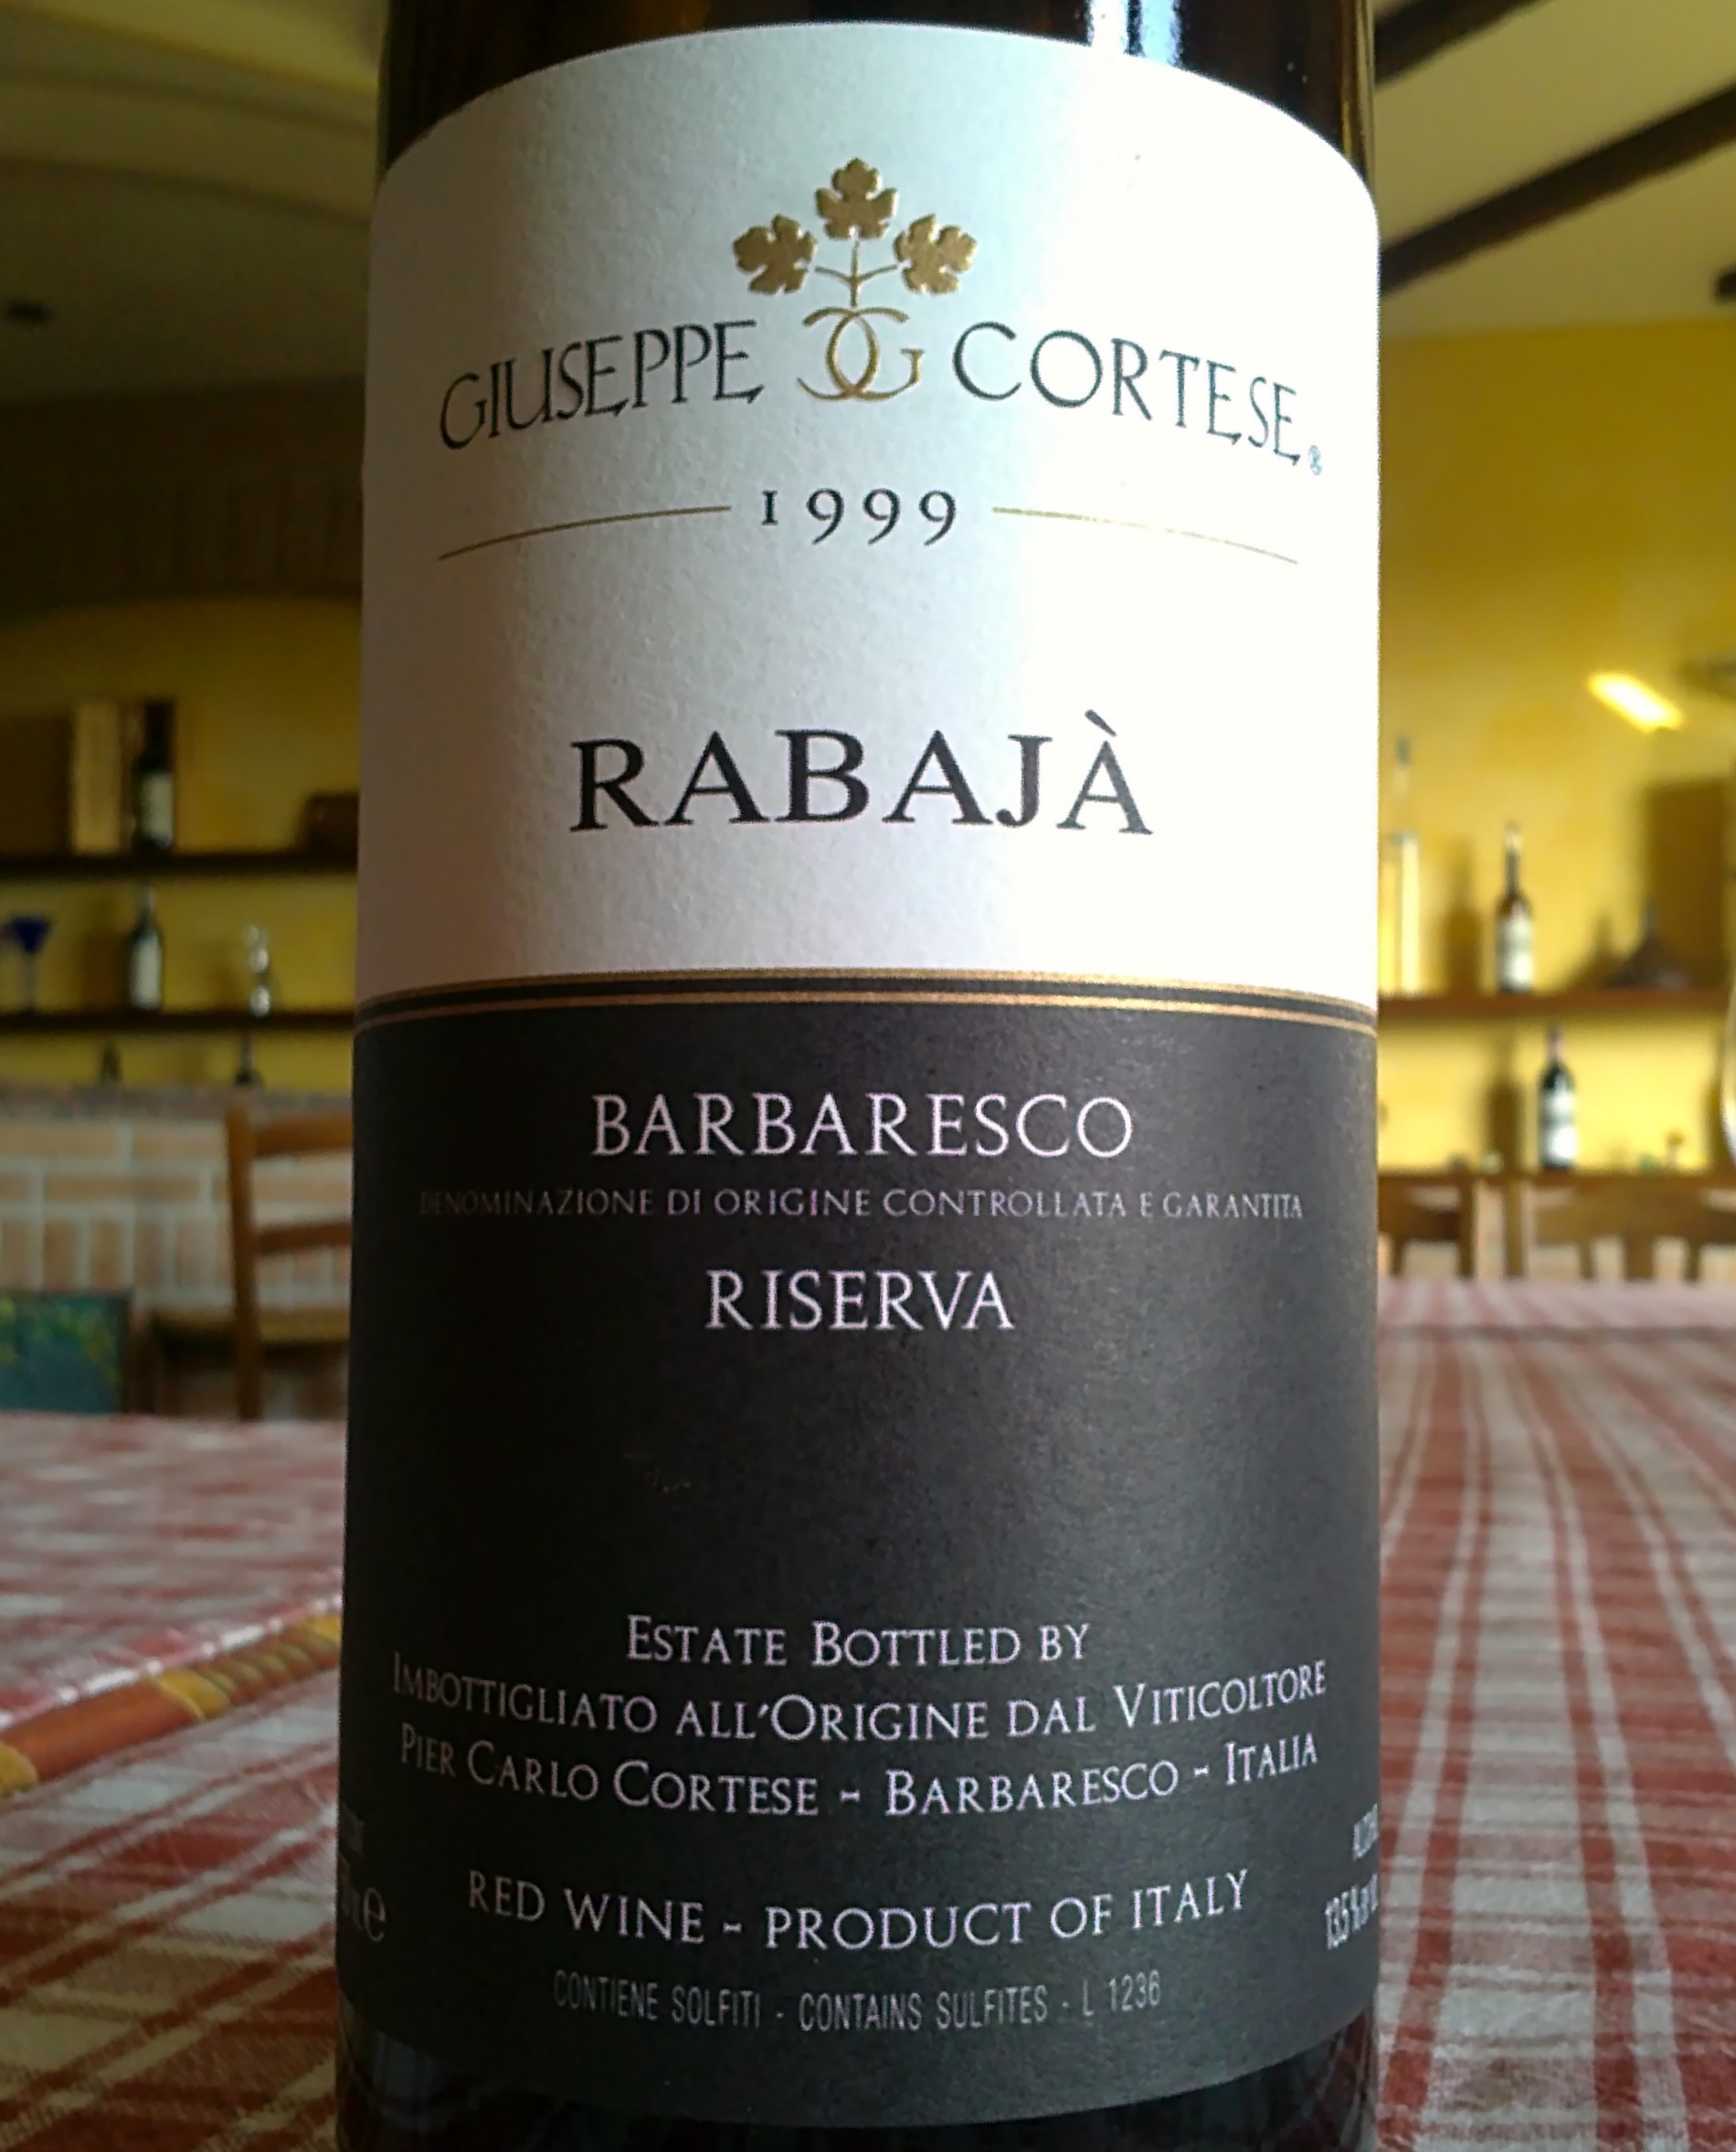 GIUSEPPE GC CORTESE®
1999
RABAJÀ
BARBARESCO
DENOMINAZIONE DI ORIGINE CONTROLLATA E GARANTITA
RISERVA
ESTATE BOTTLED BY
IMBOTTIGLIATO ALL'ORIGINE DAL VITICOLTORE
PIER CARLO CORTESE - BARBARESCO - ITALIA
RED WINE - PRODUCT OF ITALY
CONTIENE SOLFITI - CONTAINS SULFITES - L 1236